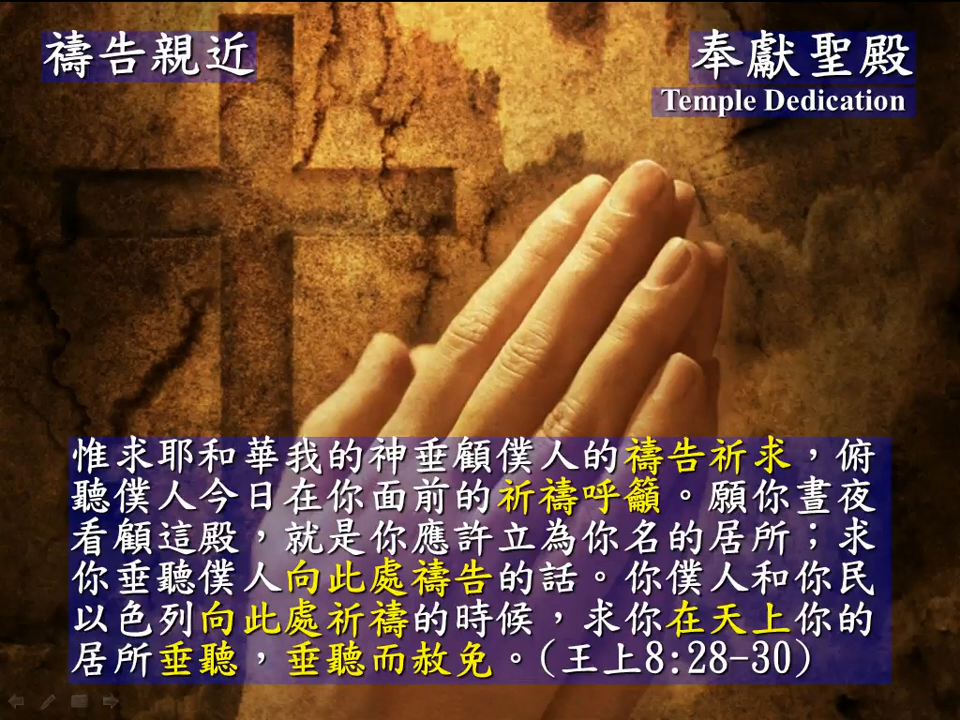 禱告親近
奉獻聖殿
Temple Dedication
惟求耶和華我的神垂顧僕人的禱告祈求，俯
聽僕人今日在你面前的祈禱呼籲。願你晝夜
看顧這殿，就是你應許立為你名的居所；求
你垂聽僕人向此處禱告的話。你僕人和你民
以色列向此處祈禱的時候，求你在天上你的
居所垂聽，垂聽而赦免。(王上8:28-30)